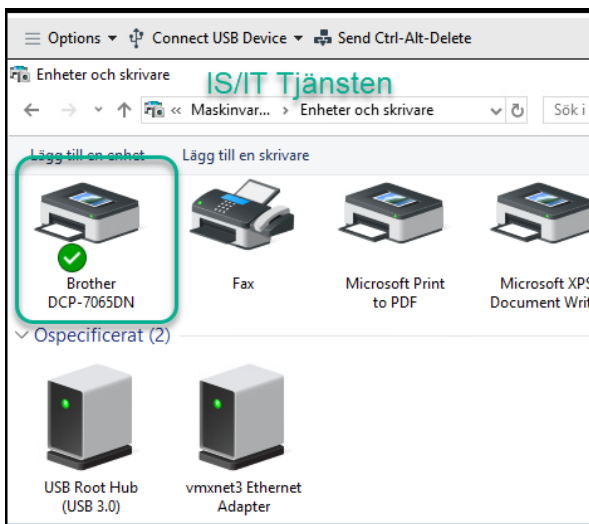 Options Connect USB Device Send Ctrl-Alt-Delete
Enheter och skrivare
IS/IT Tjänsten
« Maskinvar... › Enheter och skrivare
Sök i
Lägg till en enhet Lägg till en skrivare
Brother
DCP-7065DN
Fax
Microsoft Print
to PDF
Microsoft XPS
Document Writ
Ospecificerat (2)
USB Root Hub
(USB 3.0)
vmxnet3 Ethernet
Adapter